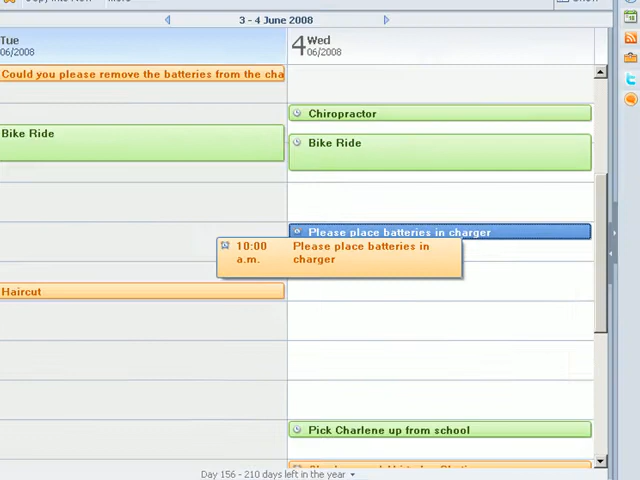 3 - 4 June 2008
Tue
06/2008
4 Wed
06/2008
Could you please remove the batteries from the cha
Chiropractor
Bike Ride
Bike Ride
Please place batteries in charger
10:00 a.m.
Please place batteries in
charger
Haircut
Pick Charlene up from school
Day 156 - 210 days left in the year